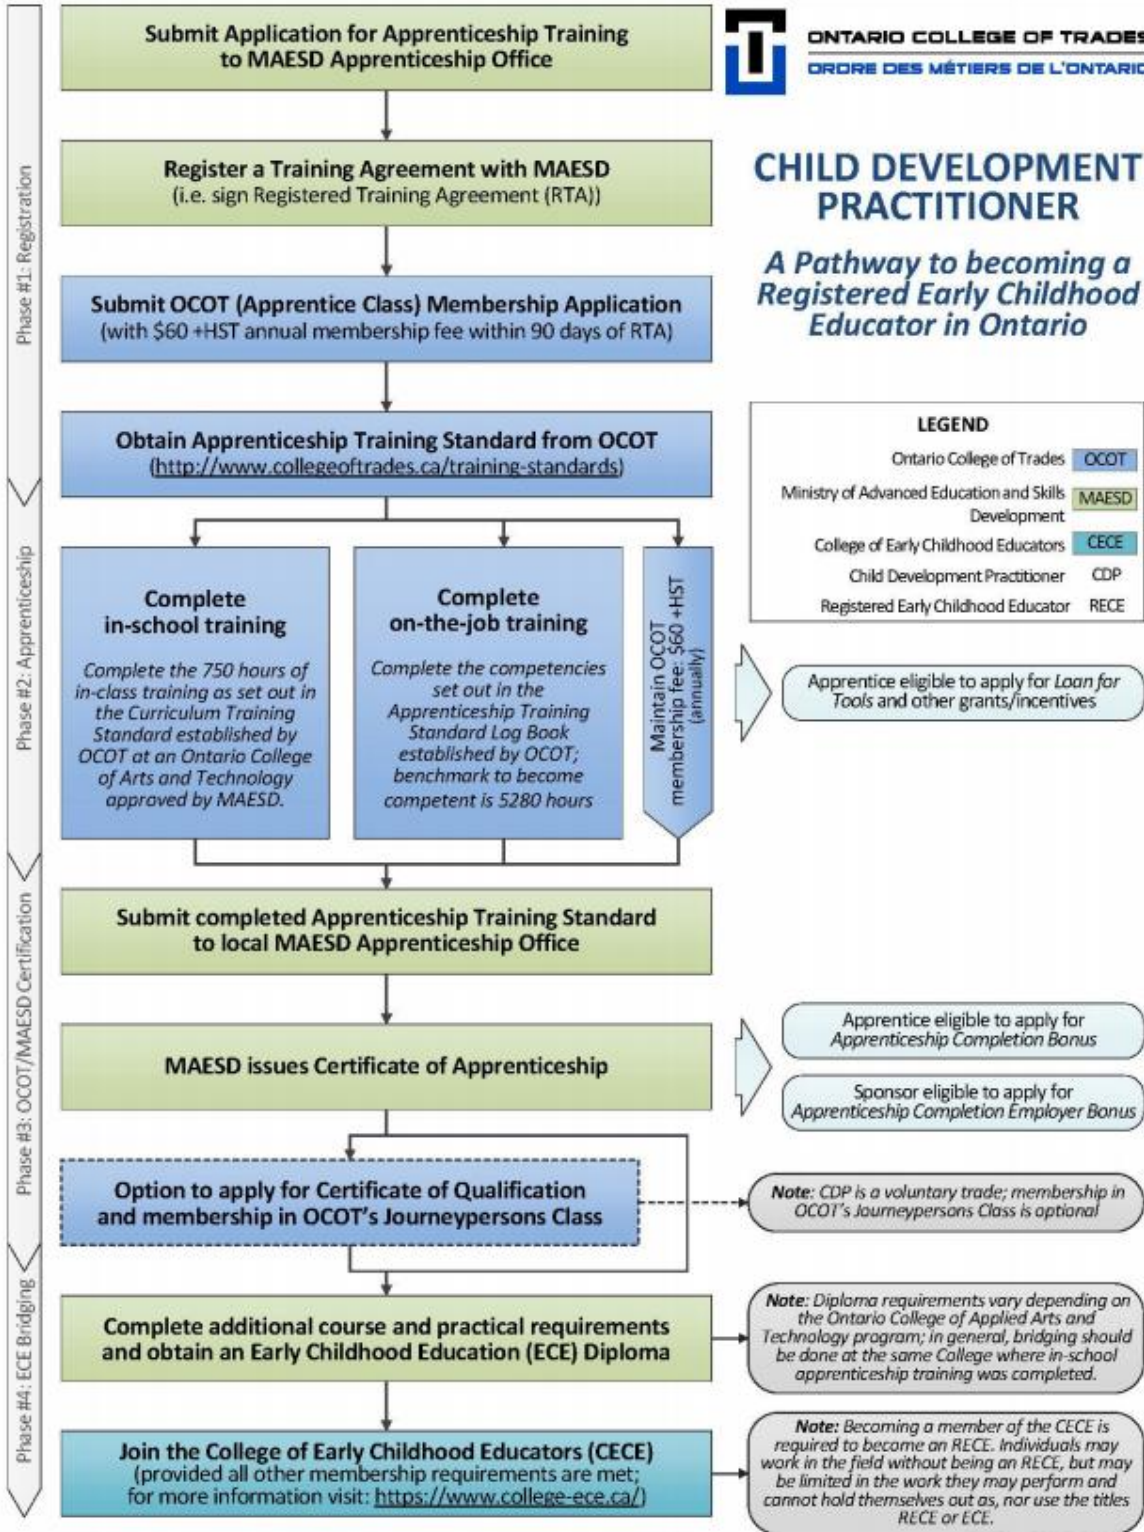 Submit Application for Apprenticeship Training
to MAESD Apprenticeship Office
ONTARIO COLLEGE OF TRADES
ORDRE DES MÉTIERS DE L'ONTARIO
CHILD DEVELOPMENT
PRACTITIONER
A Pathway to becoming a
Registered Early Childhood
Educator in Ontario
Phase #1: Registration
Register a Training Agreement with MAESD
(i.e. sign Registered Training Agreement (RTA))
Submit OCOT (Apprentice Class) Membership Application
(with $60 +HST annual membership fee within 90 days of RTA)
Obtain Apprenticeship Training Standard from OCOT
(http://www.collegeoftrades.ca/training-standards)
LEGEND
Ontario College of Trades OCOT
Ministry of Advanced Education and Skills
Development MAESD
College of Early Childhood Educators CECE
Child Development Practitioner CDP
Registered Early Childhood Educator RECE
Phase #2: Apprenticeship
Complete
in-school training
Complete the 750 hours of
in-class training as set out in
the Curriculum Training
Standard established by
OCOT at an Ontario College
of Arts and Technology
approved by MAESD.
Complete
on-the-job training
Complete the competencies
set out in the
Apprenticeship Training
Standard Log Book
established by OCOT;
benchmark to become
competent is 5280 hours
Maintain OCOT
membership fee: $60 +HST
(annually)
Apprentice eligible to apply for Loan for
Tools and other grants/incentives
Phase #3: OCOT/MAESD Certification
Submit completed Apprenticeship Training Standard
to local MAESD Apprenticeship Office
MAESD issues Certificate of Apprenticeship
Apprentice eligible to apply for
Apprenticeship Completion Bonus
Sponsor eligible to apply for
Apprenticeship Completion Employer Bonus
Option to apply for Certificate of Qualification
and membership in OCOT's Journeypersons Class
Note: CDP is a voluntary trade; membership in
OCOT's Journeypersons Class is optional
Phase #4: ECE Bridging
Complete additional course and practical requirements
and obtain an Early Childhood Education (ECE) Diploma
Note: Diploma requirements vary depending on
the Ontario College of Applied Arts and
Technology program; in general, bridging should
be done at the same College where in-school
apprenticeship training was completed.
Join the College of Early Childhood Educators (CECE)
(provided all other membership requirements are met;
for more information visit: https://www.college-ece.ca/)
Note: Becoming a member of the CECE is
required to become an RECE. Individuals may
work in the field without being an RECE, but may
be limited in the work they may perform and
cannot hold themselves out as, nor use the titles
RECE or ECE.